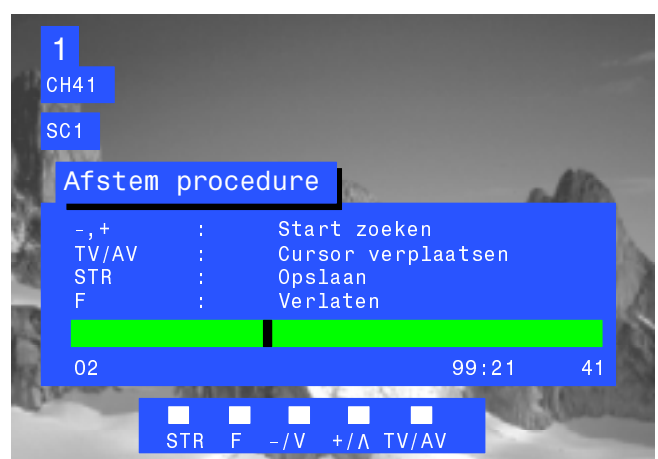 1
CH41
SC1
Afstem procedure
-,+ : Start zoeken
TV/AV : Cursor verplaatsen
STR : Opslaan
F : Verlaten
02 99:21 41
STR F -/V +/Λ TV/AV